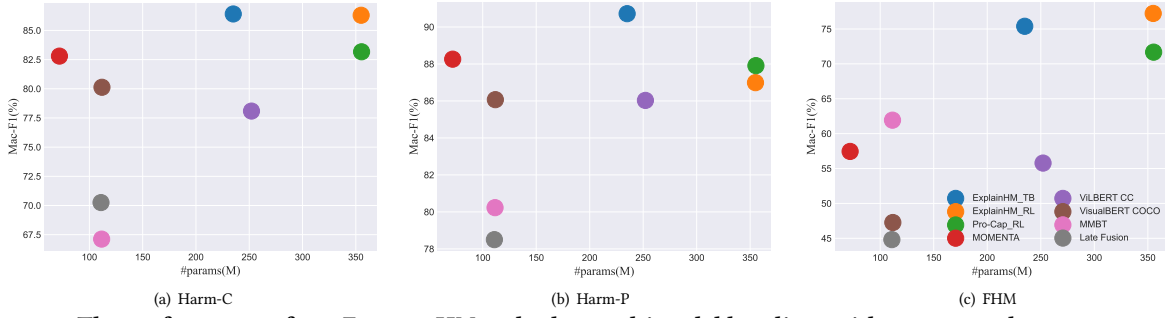 85.0
82.5
80.0
77.5
75.0
72.5
70.0
67.5
Mac-F1(%)
100 150 200 250 300 350
#params(M)
(a) Harm-C
90
88
86
84
82
80
78
Mac-F1(%)
100 150 200 250 300 350
#params(M)
(b) Harm-P
75
70
65
60
55
50
45
Mac-F1(%)
ExplainHM_TB
ExplainHM_RL
Pro-Cap_RL
MOMENTA
ViLBERT CC
VisualBERT COCO
MMBT
Late Fusion
100 150 200 250 300 350
#params(M)
(c) FHM